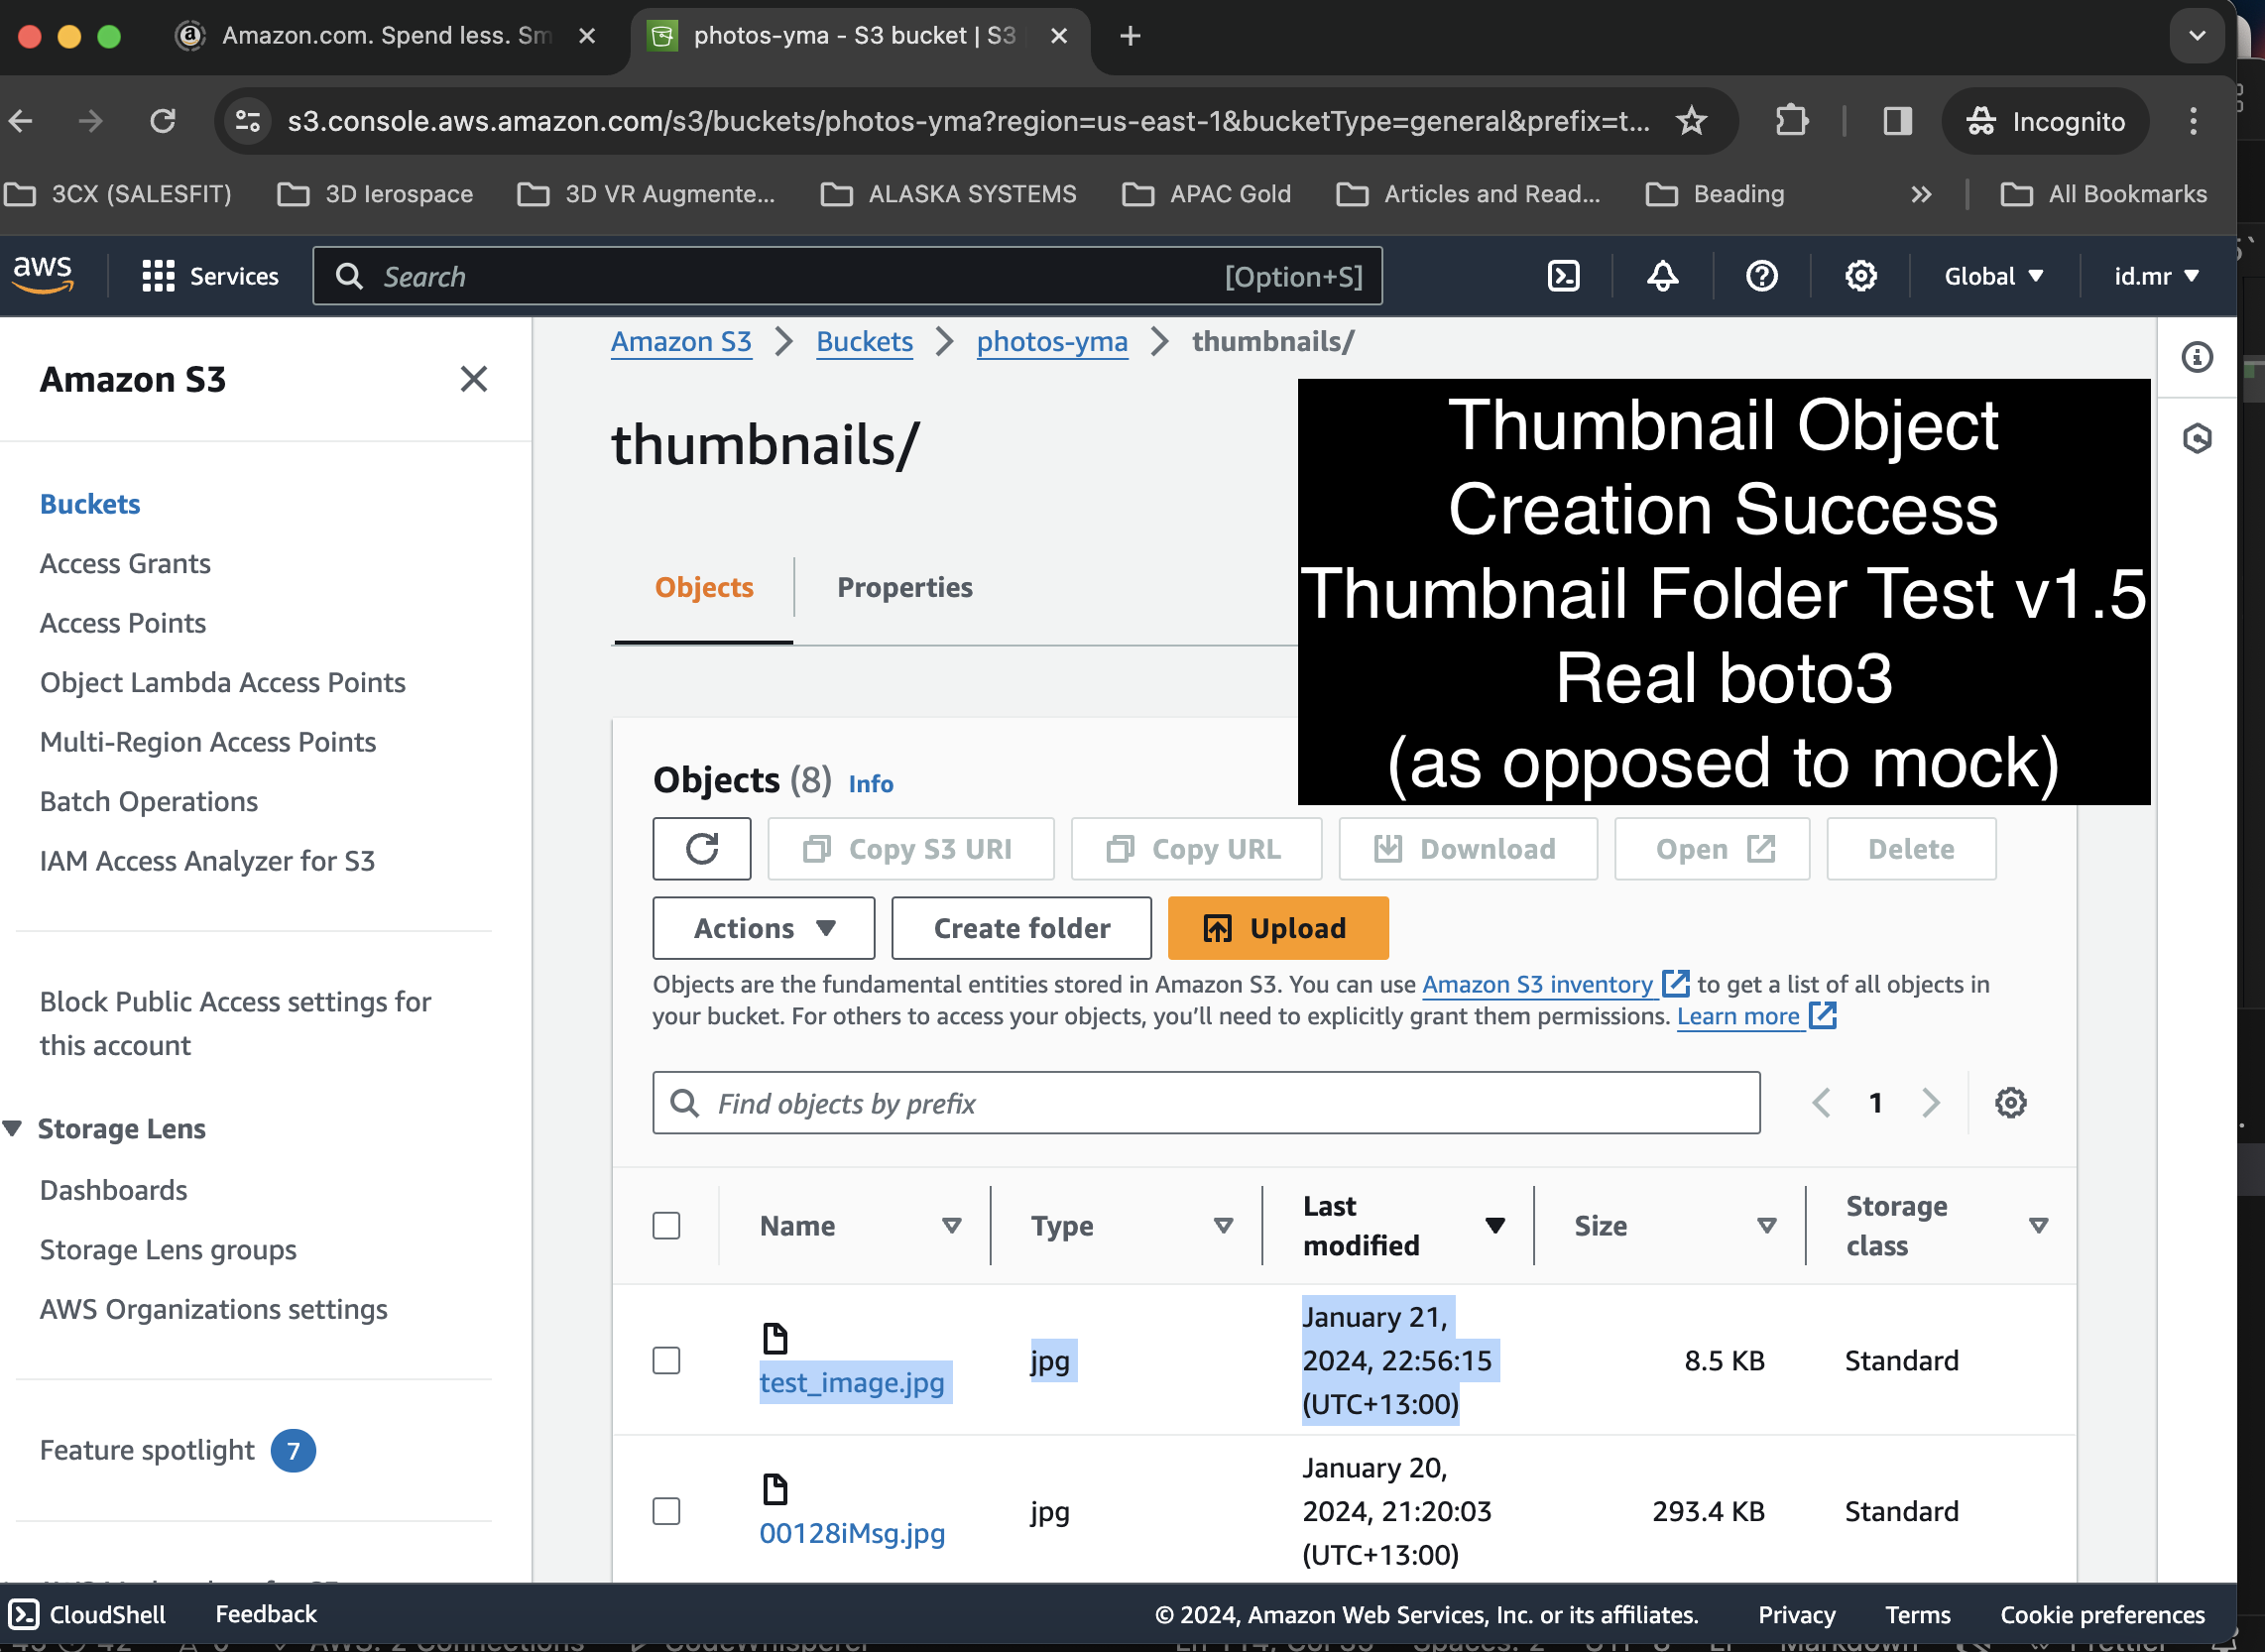 Amazon.com. Spend less. Sm
photos-yma - S3 bucket | S3
s3.console.aws.amazon.com/s3/buckets/photos-yma?region=us-east-1&bucketType=general&prefix=t...
Incognito
3CX (SALESFIT)
3D Ierospace
3D VR Augmente...
ALASKA SYSTEMS
APAC Gold
Articles and Read...
Beading
All Bookmarks
aws
Services
Search
[Option+S]
Global
id.mr
Amazon S3
Buckets
Access Grants
Access Points
Object Lambda Access Points
Multi-Region Access Points
Batch Operations
IAM Access Analyzer for S3
Block Public Access settings for
this account
Storage Lens
Dashboards
Storage Lens groups
AWS Organizations settings
Feature spotlight 7
Amazon S3 > Buckets > photos-yma > thumbnails/
thumbnails/
Thumbnail Object
Creation Success
Thumbnail Folder Test v1.5
Real boto3
(as opposed to mock)
Objects
Properties
Objects (8) Info
Copy S3 URI
Copy URL
Download
Open
Delete
Actions
Create folder
Upload
Objects are the fundamental entities stored in Amazon S3. You can use Amazon S3 inventory to get a list of all objects in
your bucket. For others to access your objects, you’ll need to explicitly grant them permissions. Learn more
Find objects by prefix
1
Name
Type
Last
modified
Size
Storage
class
test_image.jpg
jpg
January 21,
2024, 22:56:15
(UTC+13:00)
8.5 KB
Standard
00128iMsg.jpg
jpg
January 20,
2024, 21:20:03
(UTC+13:00)
293.4 KB
Standard
CloudShell
Feedback
© 2024, Amazon Web Services, Inc. or its affiliates.
Privacy
Terms
Cookie preferences